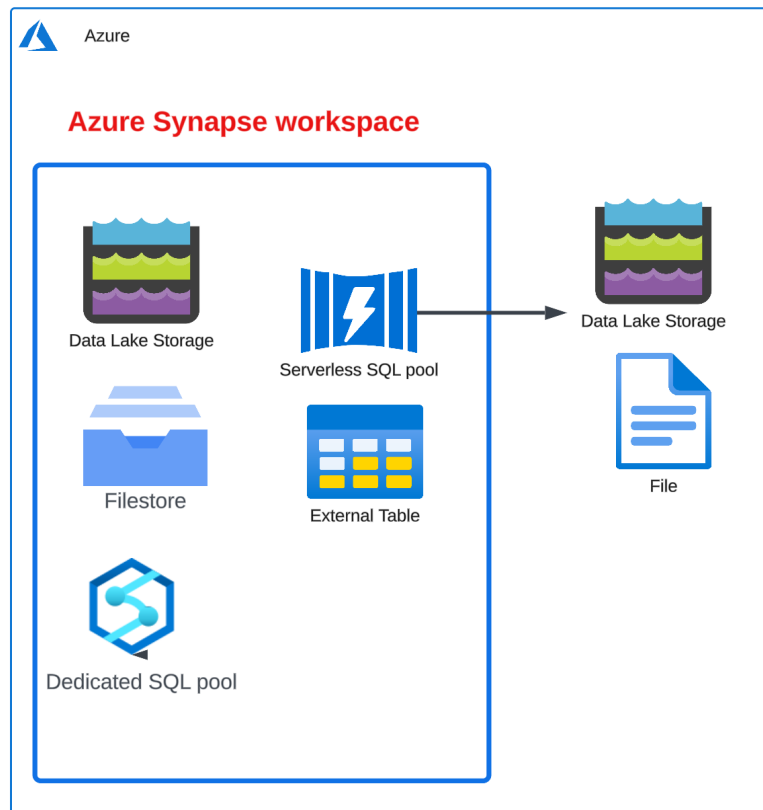 Azure
Azure Synapse workspace
Data Lake Storage
Serverless SQL pool
Data Lake Storage
Filestore
External Table
File
Dedicated SQL pool